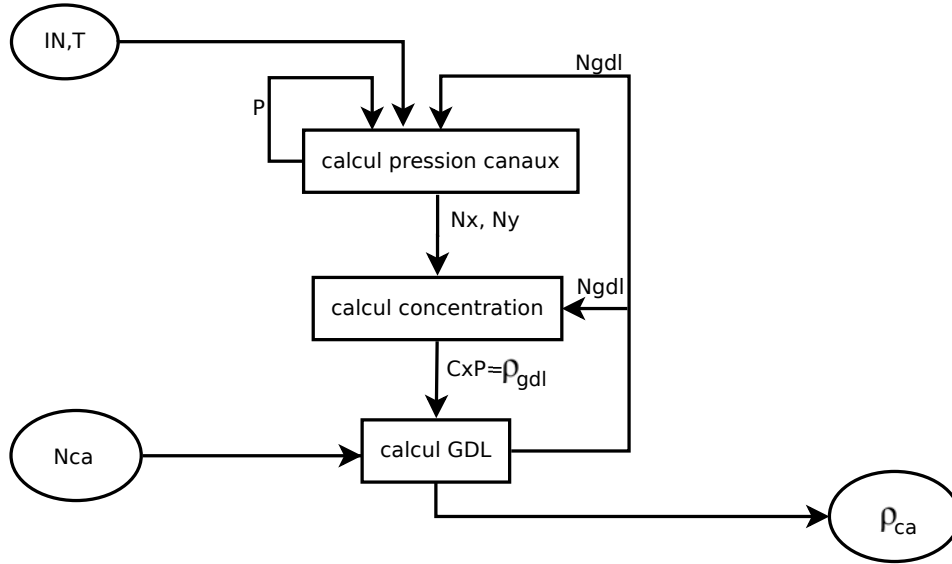 IN,T
Ngdl
P
calcul pression canaux
Nx, Ny
Ngdl
calcul concentration
CxP=ρgdl
calcul GDL
Nca
ρca